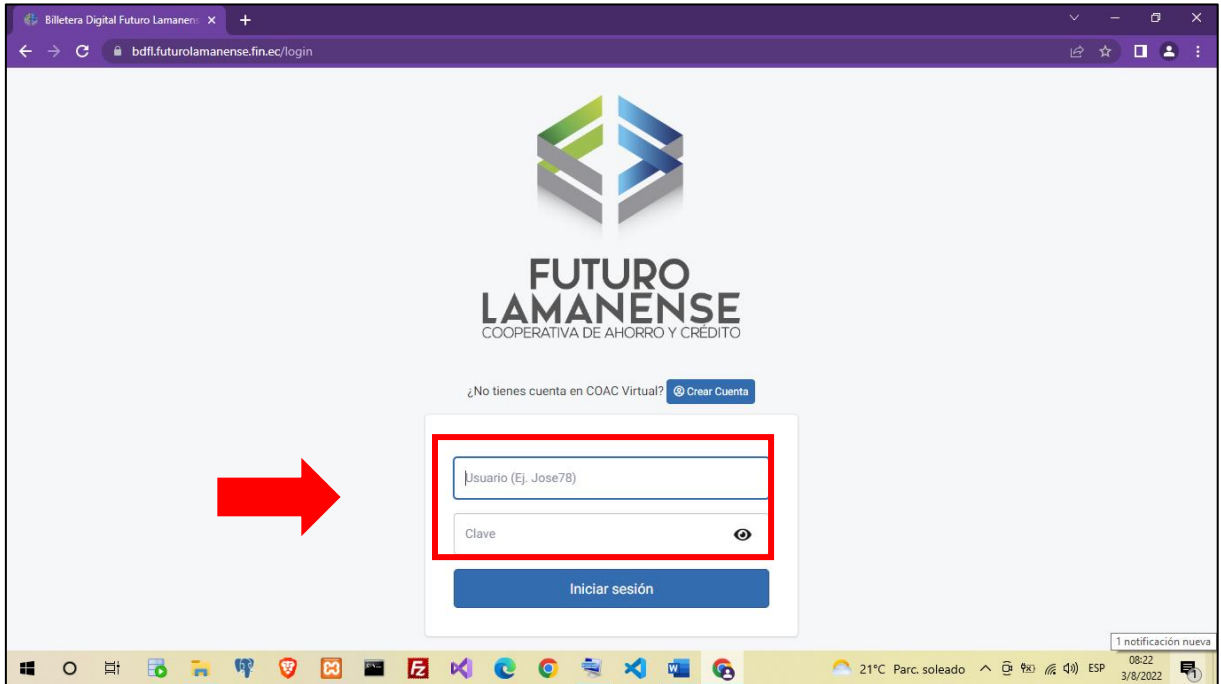 Billetera Digital Futuro Lamanens
bdfl.futurolamanense.fin.ec/login
FUTURO
LAMANENSE
COOPERATIVA DE AHORRO Y CRÉDITO
¿No tienes cuenta en COAC Virtual? Crear Cuenta
Usuario (Ej. Jose78)
Clave
Iniciar sesión
1 notificación nueva
21°C Parc. soleado ESP 08:22
3/8/2022